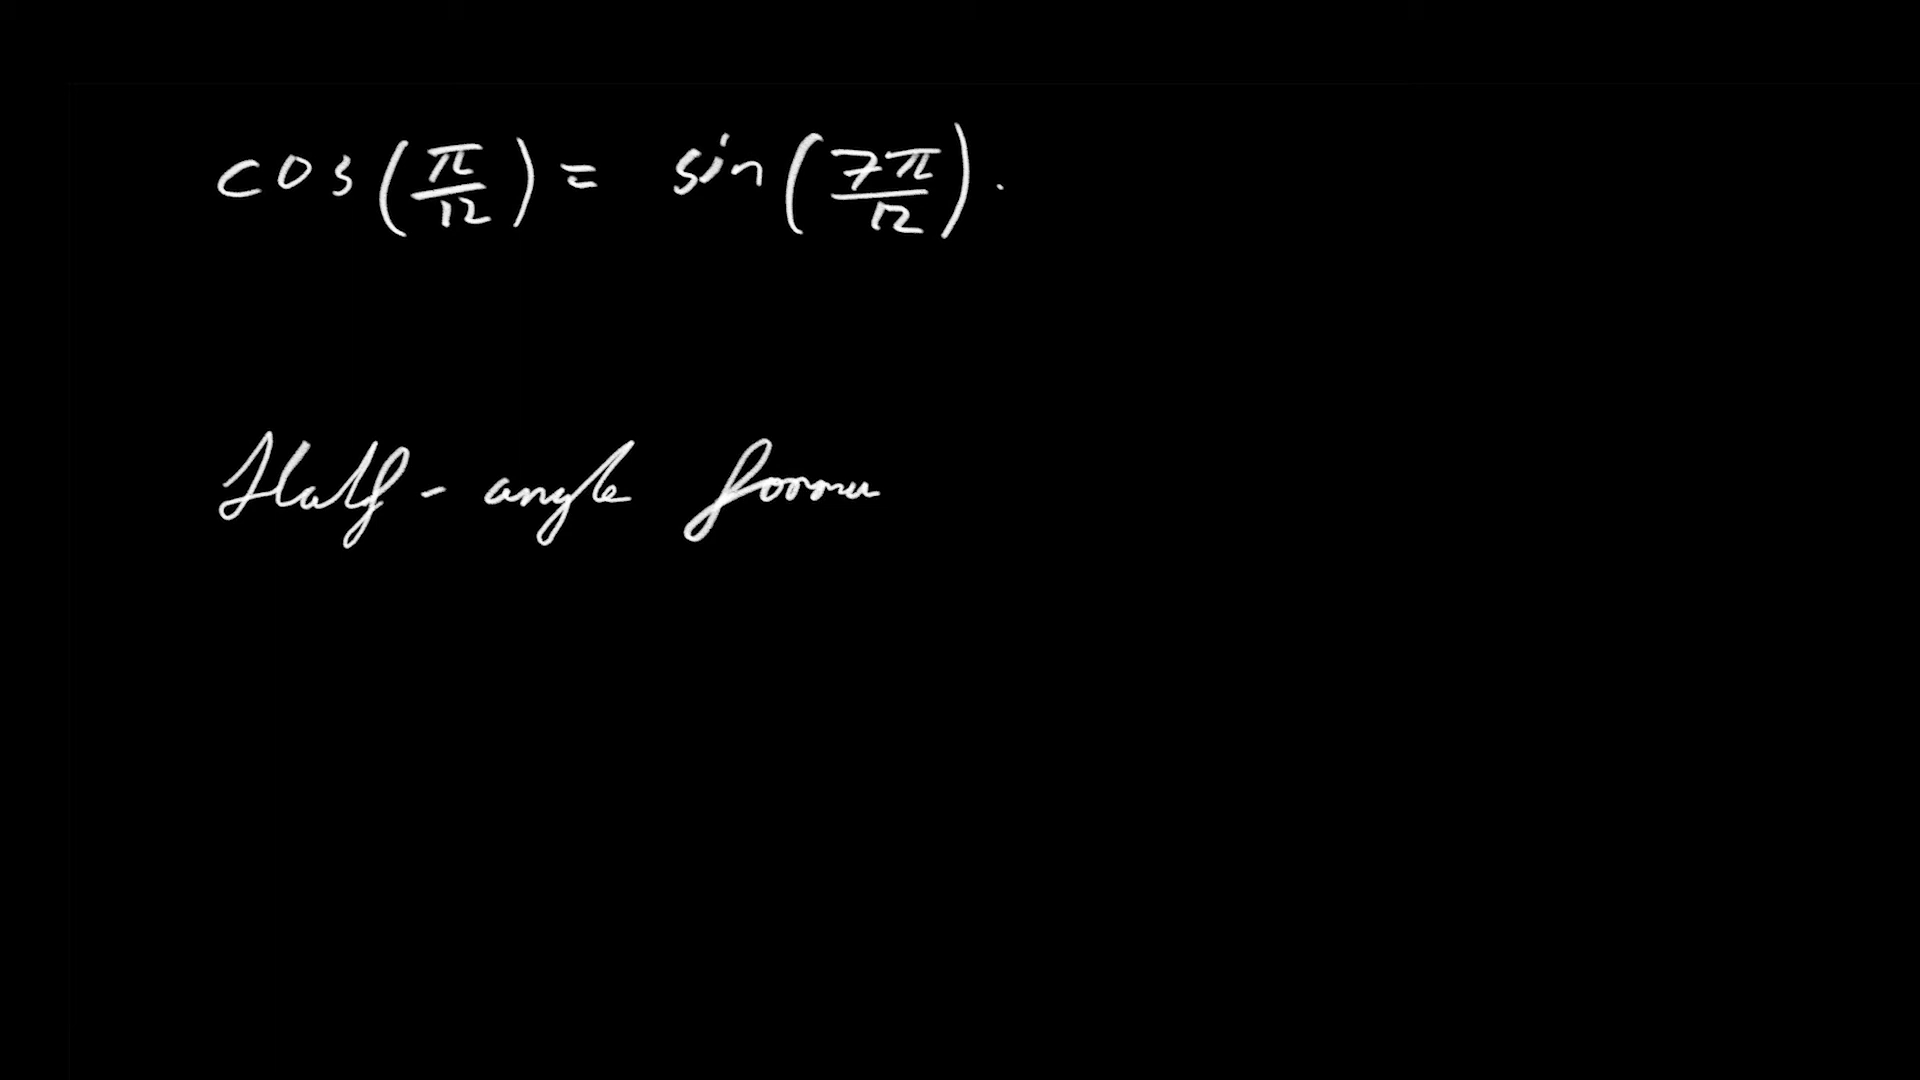 cos(π/12) = sin(7π/12).
Half-angle formu